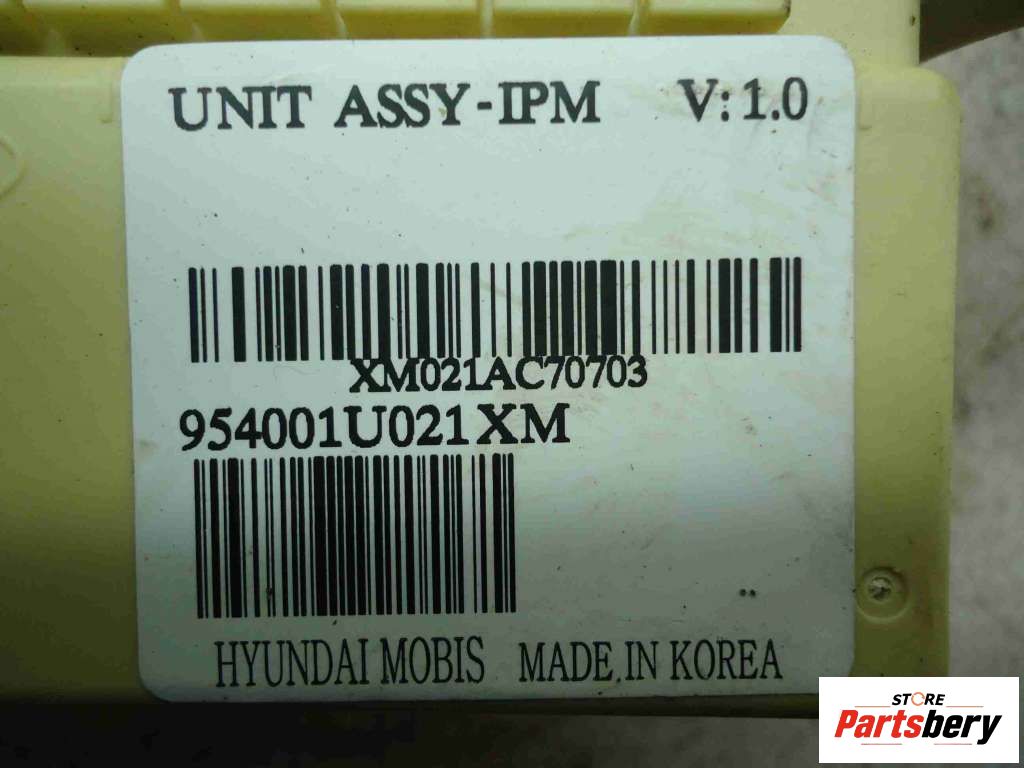 UNIT ASSY-IPM V: 1.0
XM021AC70703
954001U021XM
HYUNDAI MOBIS MADE IN KOREA
STORE
Partsbery